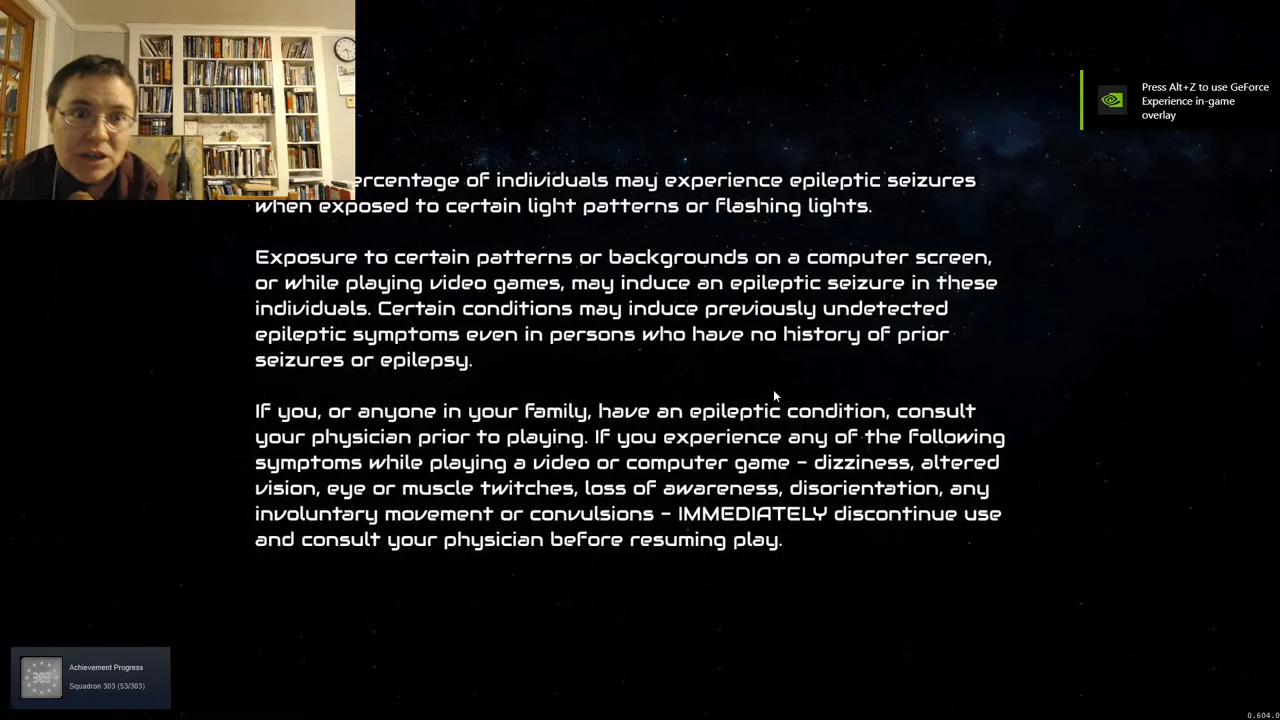 Press Alt+Z to use GeForce
Experience in-game
overlay
ercentage of individuals may experience epileptic seizures
when exposed to certain light patterns or flashing lights.
Exposure to certain patterns or backgrounds on a computer screen,
or while playing video games, may induce an epileptic seizure in these
individuals. Certain conditions may induce previously undetected
epileptic symptoms even in persons who have no history of prior
seizures or epilepsy.
If you, or anyone in your family, have an epileptic condition, consult
your physician prior to playing. If you experience any of the following
symptoms while playing a video or computer game - dizziness, altered
vision, eye or muscle twitches, loss of awareness, disorientation, any
involuntary movement or convulsions - IMMEDIATELY discontinue use
and consult your physician before resuming play.
303
Achievement Progress
Squadron 303 (53/303)
0.604.0